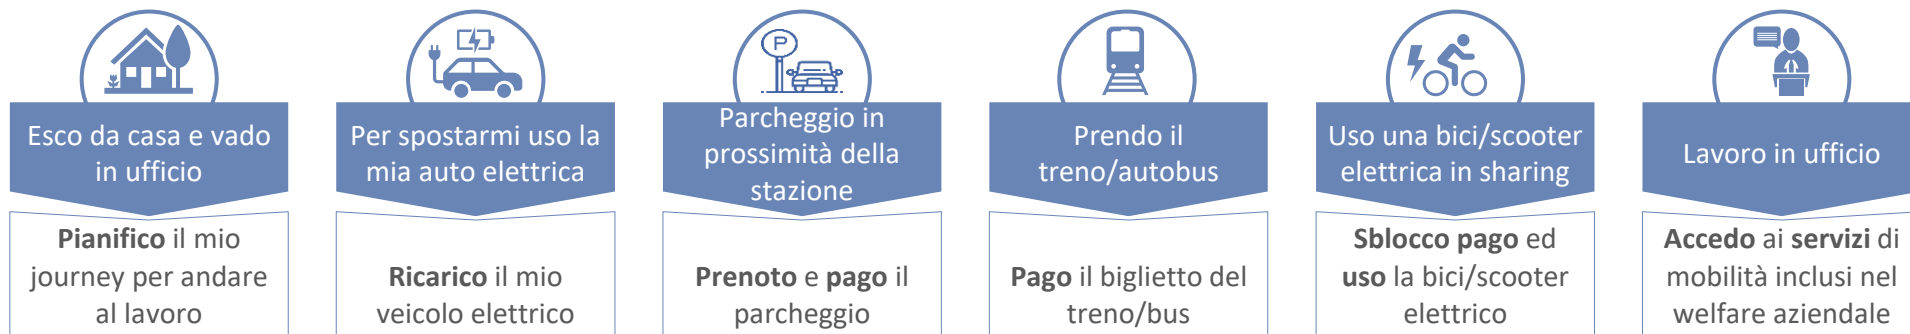 P
Esco da casa e vado
in ufficio
Per spostarmi uso la
mia auto elettrica
Parcheggio in
prossimità della
stazione
Prendo il
treno/autobus
Uso una bici/scooter
elettrica in sharing
Lavoro in ufficio
Pianifico il mio
journey per andare
al lavoro
Ricarico il mio
veicolo elettrico
Prenoto e pago il
parcheggio
Pago il biglietto del
treno/bus
Sblocco pago ed
uso la bici/scooter
elettrico
Accedo ai servizi di
mobilità inclusi nel
welfare aziendale